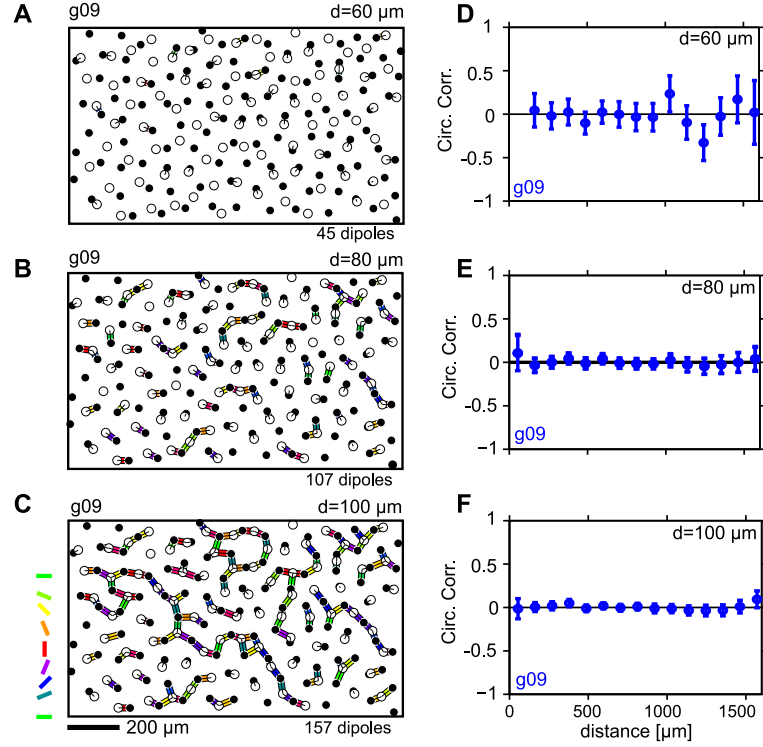 A
g09
d=60 µm
45 dipoles
B
g09
d=80 µm
107 dipoles
C
g09
d=100 µm
157 dipoles
200 µm
D
Circ. Corr.
1
0.5
0
−0.5
−1
d=60 µm
g09
E
Circ. Corr.
1
0.5
0
−0.5
−1
d=80 µm
g09
F
Circ. Corr.
1
0.5
0
−0.5
−1
d=100 µm
g09
0
500
1000
1500
distance [µm]